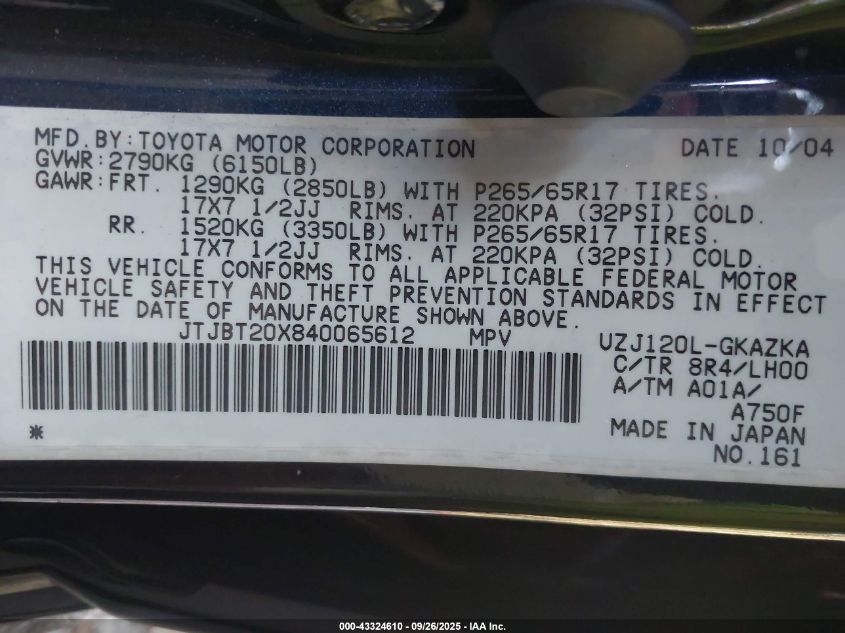 MFD.BY:TOYOTA MOTOR CORPORATION DATE 10/04
GVWR:2790KG (6150LB)
GAWR:FRT. 1290KG (2850LB) WITH P265/65R17 TIRES.
17X7 1/2JJ RIMS. AT 220KPA (32PSI) COLD.
RR. 1520KG (3350LB) WITH P265/65R17 TIRES.
17X7 1/2JJ RIMS. AT 220KPA (32PSI) COLD.
THIS VEHICLE CONFORMS TO ALL APPLICABLE FEDERAL MOTOR
VEHICLE SAFETY AND THEFT PREVENTION STANDARDS IN EFFECT
ON THE DATE OF MANUFACTURE SHOWN ABOVE.
JTJBT20X840065612 MPV UZJ120L-GKAZKA
C/TR 8R4/LH00
A/TM A01A/
A750F
MADE IN JAPAN
NO.161
000-43324610 - 09/26/2025 - IAA Inc.